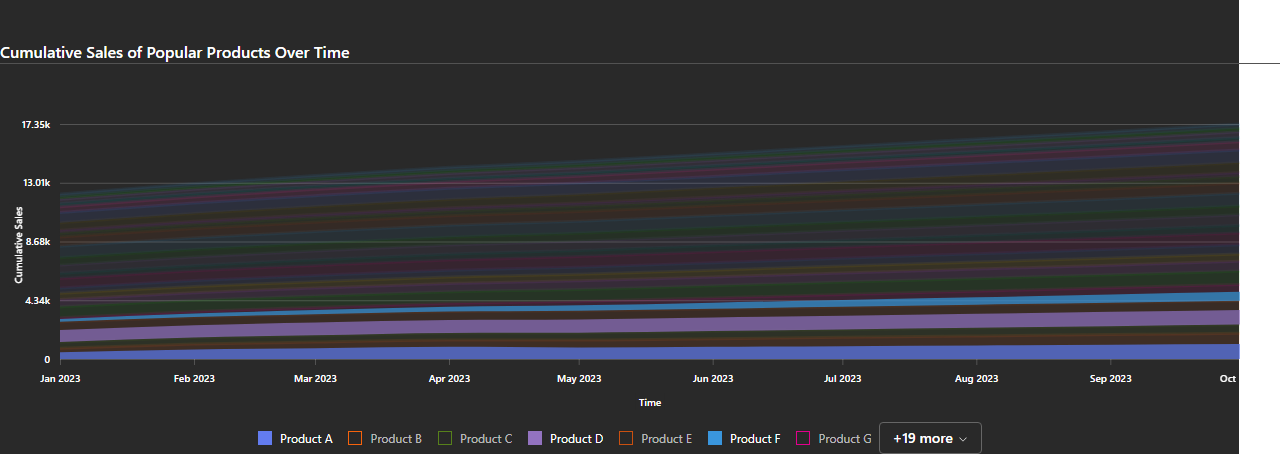 Cumulative Sales of Popular Products Over Time
17.35k
13.01k
8.68k
4.34k
0
Cumulative Sales
Jan 2023 Feb 2023 Mar 2023 Apr 2023 May 2023 Jun 2023 Jul 2023 Aug 2023 Sep 2023 Oct
Time
Product A Product B Product C Product D Product E Product F Product G +19 more